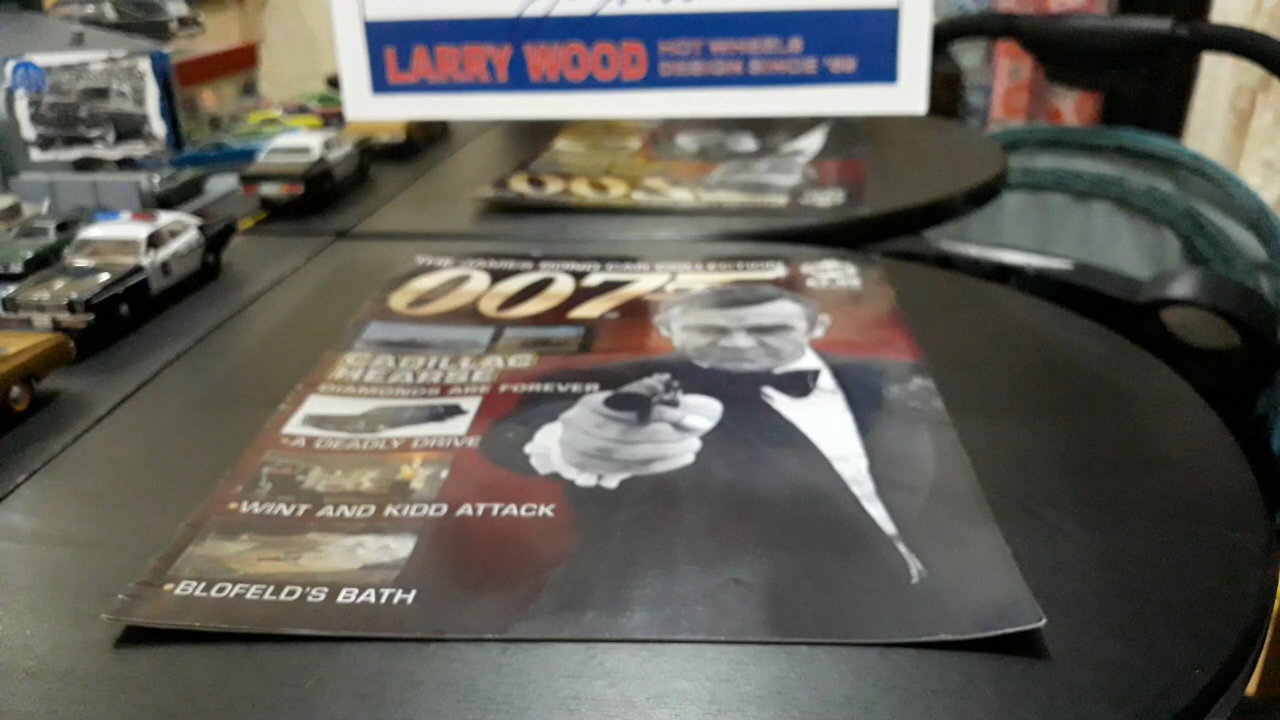 LARRY WOOD HOT WHEELS
DESIGN SINCE '69
007
THE JAMES BOND CAR COLLECTION
007
CADILLAC
HEARSE
DIAMONDS ARE FOREVER
•A DEADLY DRIVE
•WINT AND KIDD ATTACK
•BLOFELD'S BATH